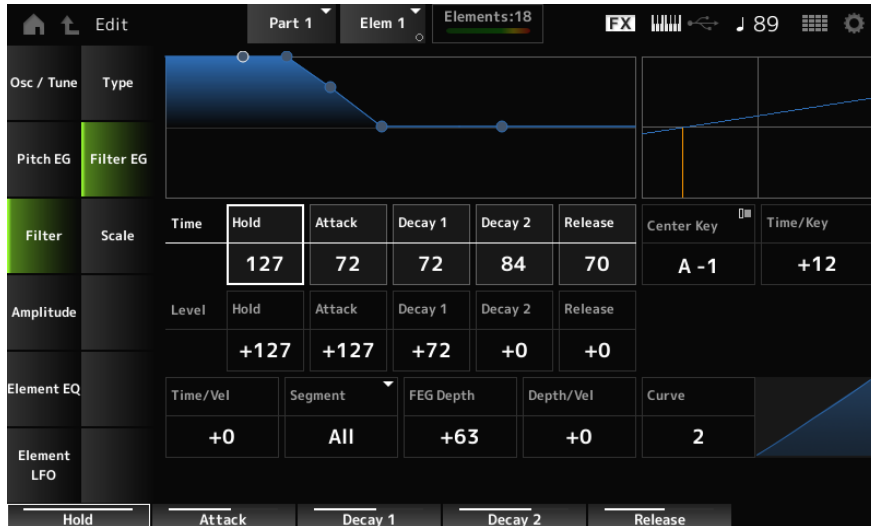 Edit
Part 1
Elem 1
Elements:18
FX
♩ 89
Osc / Tune
Type
Pitch EG
Filter EG
Filter
Scale
Amplitude
Element EQ
Element
LFO
Time
Hold
Attack
Decay 1
Decay 2
Release
Center Key
Time/Key
127
72
72
84
70
A -1
+12
Level
Hold
Attack
Decay 1
Decay 2
Release
+127
+127
+72
+0
+0
Time/Vel
Segment
FEG Depth
Depth/Vel
Curve
+0
All
+63
+0
2
Hold
Attack
Decay 1
Decay 2
Release